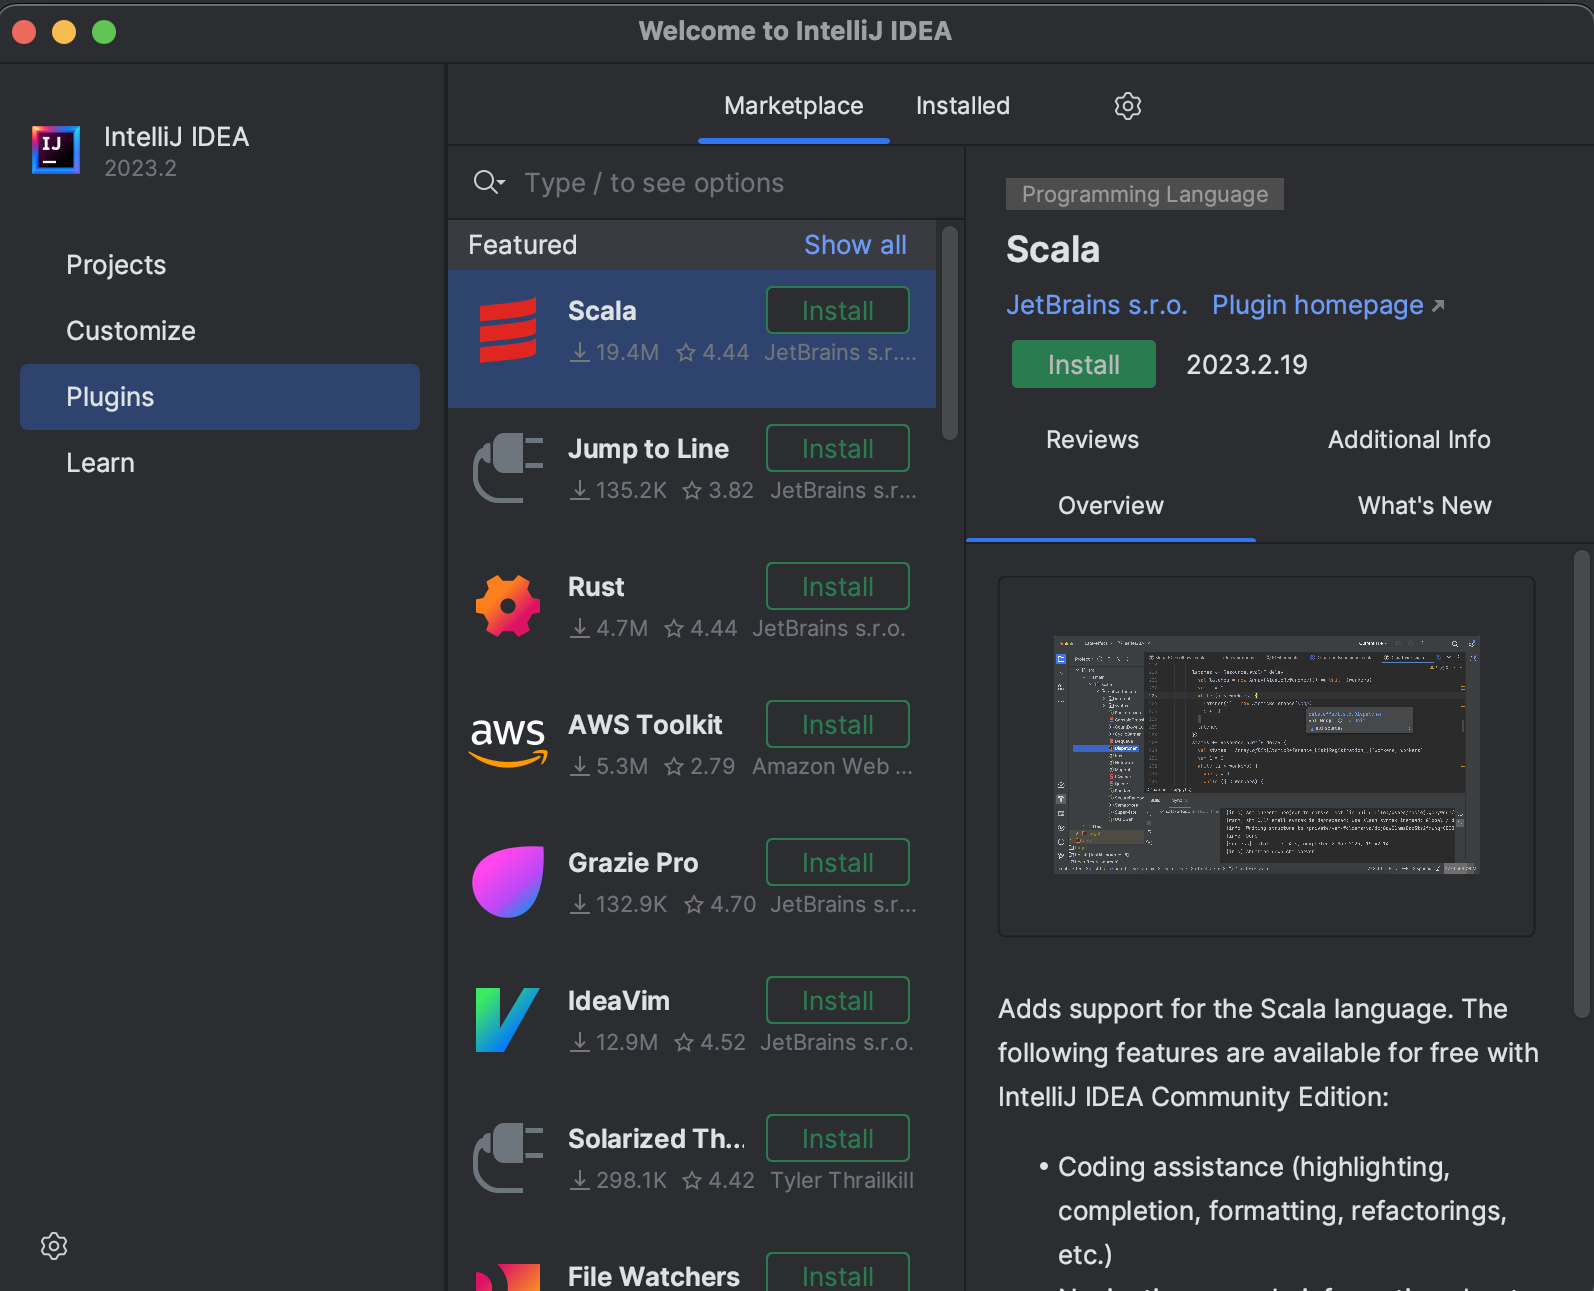 Welcome to IntelliJ IDEA
IJ
IntelliJ IDEA
2023.2
Projects
Customize
Plugins
Learn
Marketplace
Installed
Type / to see options
Featured
Show all
Scala
Install
19.4M 4.44 JetBrains s.r....
Jump to Line
Install
135.2K 3.82 JetBrains s.r...
Rust
Install
4.7M 4.44 JetBrains s.r.o.
aws
AWS Toolkit
Install
5.3M 2.79 Amazon Web ...
Grazie Pro
Install
132.9K 4.70 JetBrains s.r...
IdeaVim
Install
12.9M 4.52 JetBrains s.r.o.
Solarized Th...
Install
298.1K 4.42 Tyler Thrailkill
File Watchers
Install
Programming Language
Scala
JetBrains s.r.o. Plugin homepage
Install 2023.2.19
Reviews
Additional Info
Overview
What's New
Adds support for the Scala language. The
following features are available for free with
IntelliJ IDEA Community Edition:
• Coding assistance (highlighting,
completion, formatting, refactorings,
etc.)